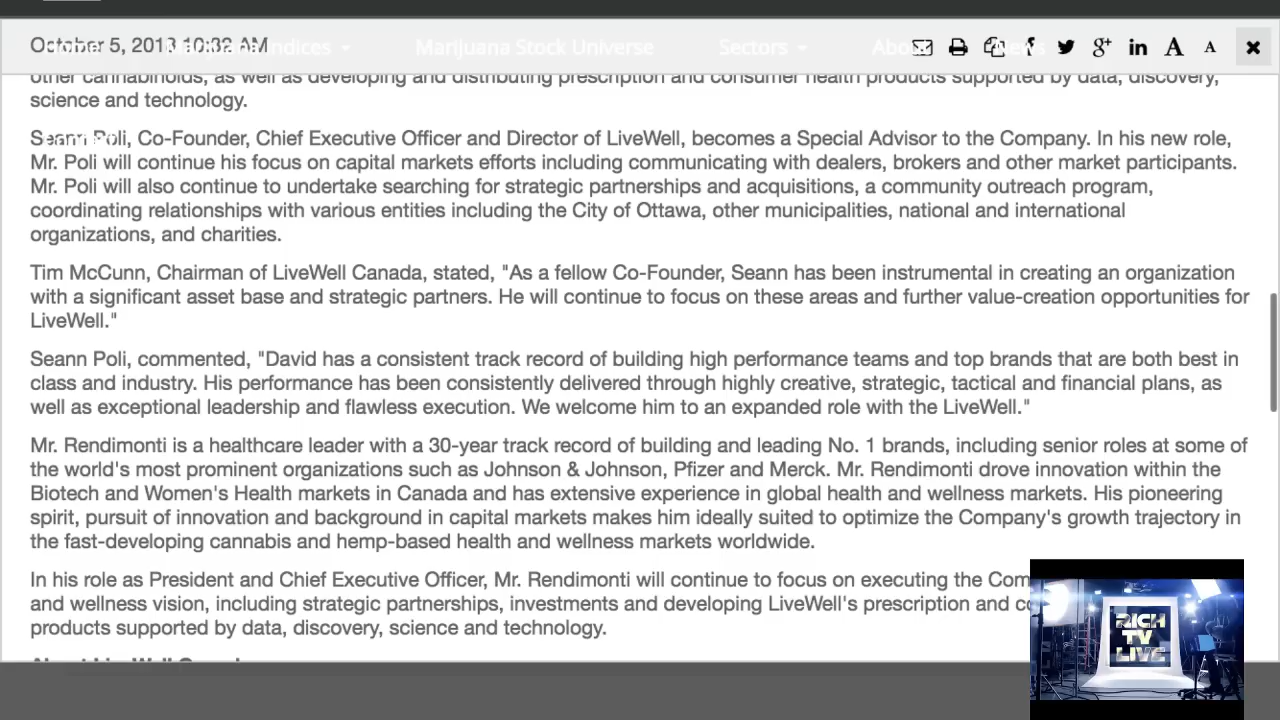 Home
Marijuana Indices
Marijuana Stock Universe
Sectors
October 5, 2018
AM
other cannabinoids, as well as developing and distributing prescription and consumer health products supported by data, discovery,
science and technology.
Seann Poli, Co-Founder, Chief Executive Officer and Director of LiveWell, becomes a Special Advisor to the Company. In his new role,
Mr. Poli will continue his focus on capital markets efforts including communicating with dealers, brokers and other market participants.
Mr. Poli will also continue to undertake searching for strategic partnerships and acquisitions, a community outreach program,
coordinating relationships with various entities including the City of Ottawa, other municipalities, national and international
organizations, and charities.
Tim McCunn, Chairman of LiveWell Canada, stated, "As a fellow Co-Founder, Seann has been instrumental in creating an organization
with a significant asset base and strategic partners. He will continue to focus on these areas and further value-creation opportunities for
LiveWell."
Seann Poli, commented, "David has a consistent track record of building high performance teams and top brands that are both best in
class and industry. His performance has been consistently delivered through highly creative, strategic, tactical and financial plans, as
well as exceptional leadership and flawless execution. We welcome him to an expanded role with the LiveWell."
Mr. Rendimonti is a healthcare leader with a 30-year track record of building and leading No. 1 brands, including senior roles at some of
the world's most prominent organizations such as Johnson & Johnson, Pfizer and Merck. Mr. Rendimonti drove innovation within the
Biotech and Women's Health markets in Canada and has extensive experience in global health and wellness markets. His pioneering
spirit, pursuit of innovation and background in capital markets makes him ideally suited to optimize the Company's growth trajectory in
the fast-developing cannabis and hemp-based health and wellness markets worldwide.
In his role as President and Chief Executive Officer, Mr. Rendimonti will continue to focus on executing the
and wellness vision, including strategic partnerships, investments and developing LiveWell's prescription and
products supported by data, discovery, science and technology.
RICH
TV
LIVE